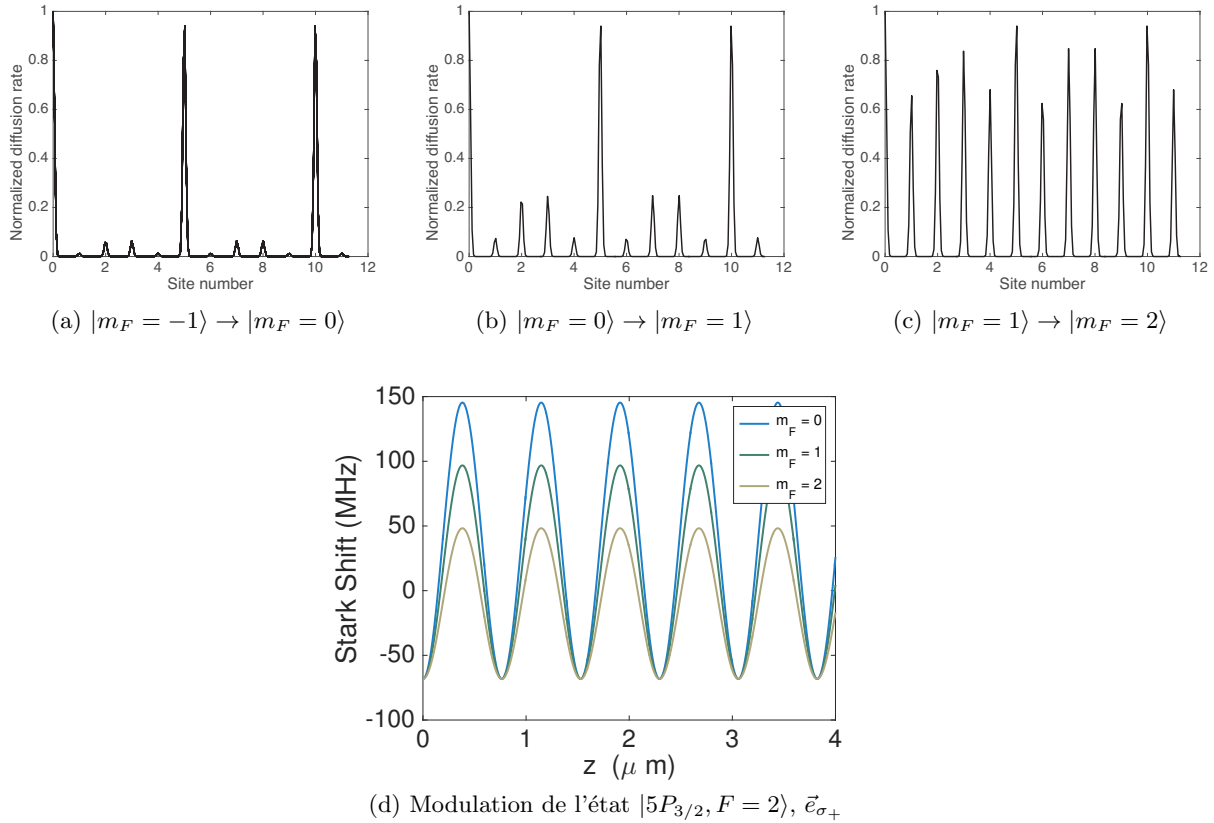 Normalized diffusion rate
1
0.8
0.6
0.4
0.2
0
0 2 4 6 8 10 12
Site number
(a) |m_F = −1⟩ → |m_F = 0⟩
Normalized diffusion rate
1
0.8
0.6
0.4
0.2
0
0 2 4 6 8 10 12
Site number
(b) |m_F = 0⟩ → |m_F = 1⟩
Normalized diffusion rate
1
0.8
0.6
0.4
0.2
0
0 2 4 6 8 10 12
Site number
(c) |m_F = 1⟩ → |m_F = 2⟩
Stark Shift (MHz)
150
100
50
0
-50
-100
m_F = 0
m_F = 1
m_F = 2
0 1 2 3 4
z (μ m)
(d) Modulation de l'état |5P_{3/2}, F = 2⟩, \vec{e}_{σ_+}